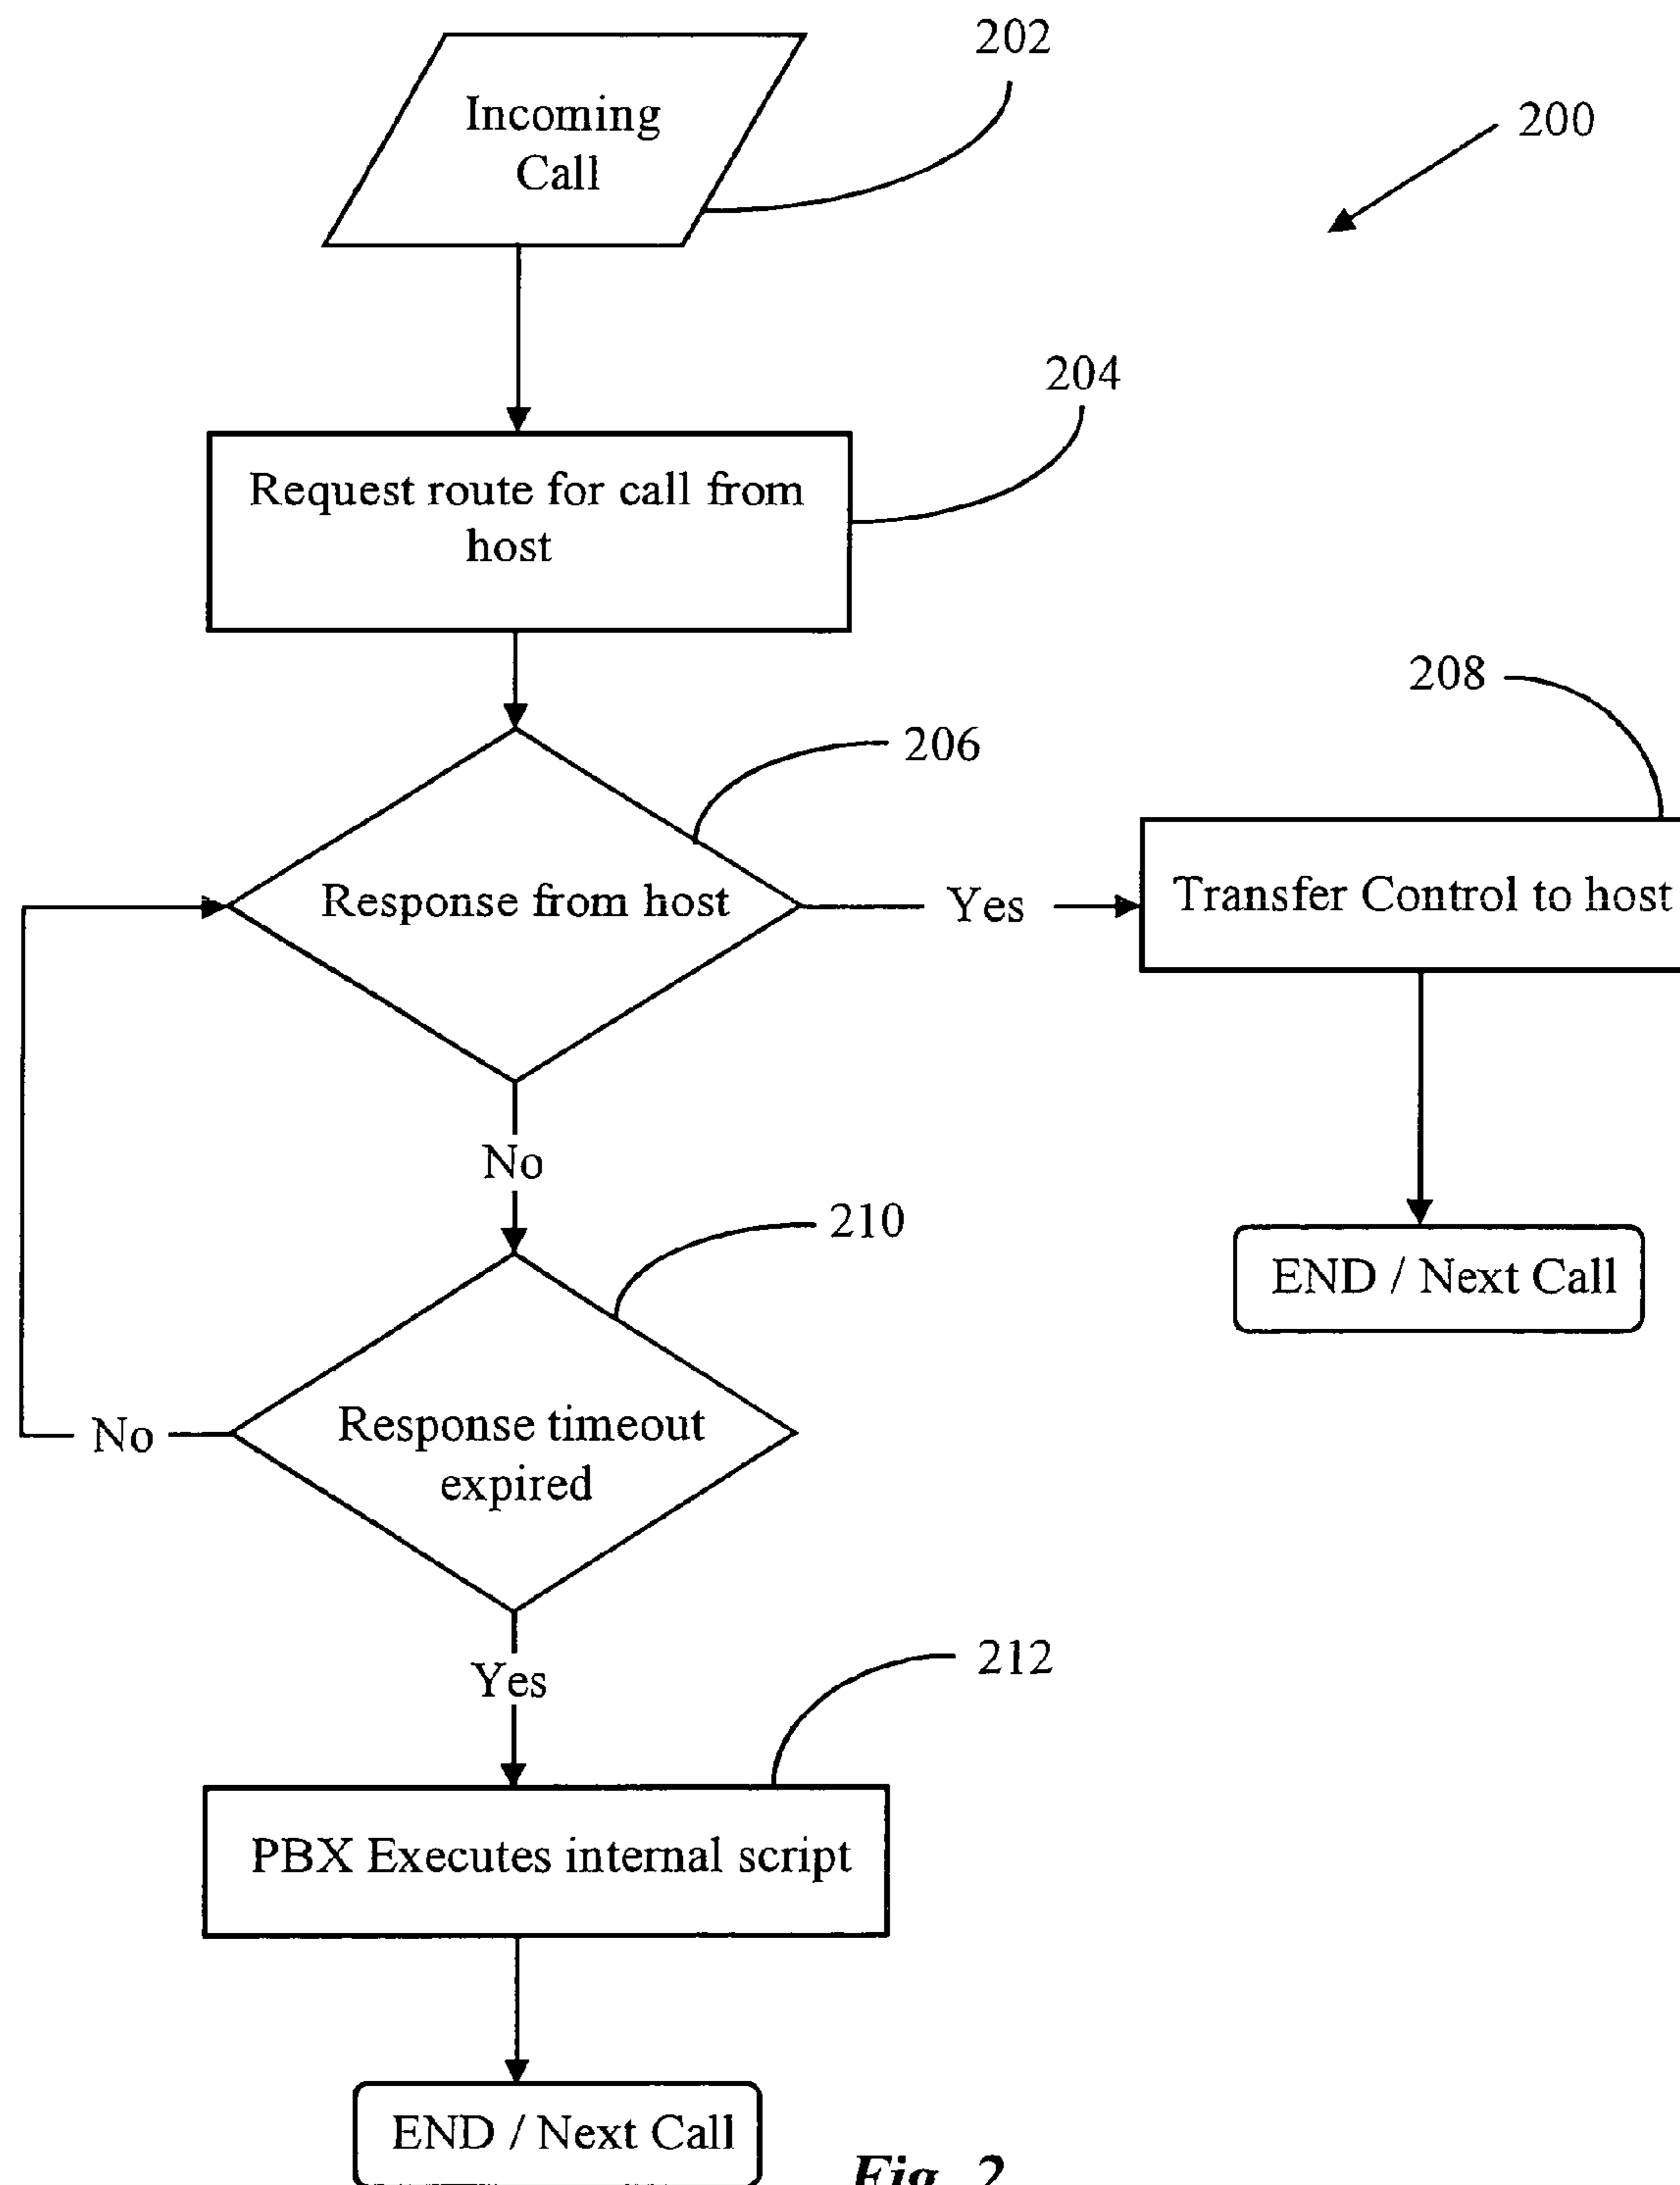 202
Incoming
Call
200
204
Request route for call from
host
208
206
Response from host
Yes
Transfer Control to host
No
210
END / Next Call
Response timeout
expired
No
Yes
212
PBX Executes internal script
END / Next Call
Fig. 2